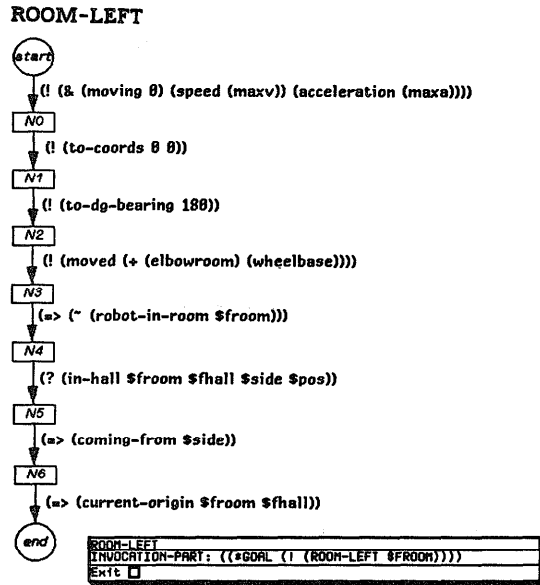 ROOM-LEFT
start
(! (& (moving 0) (speed (maxv)) (acceleration (maxa))))
N0
(! (to-coords 0 0))
N1
(! (to-dg-bearing 180))
N2
(! (moved (+ (elbowroom) (wheelbase))))
N3
(=> (~ (robot-in-room $froom)))
N4
(? (in-hall $froom $fhall $side $pos))
N5
(=> (coming-from $side))
N6
(=> (current-origin $froom $fhall))
end
ROOM-LEFT
INVOCATION-PART: ((*GOAL (! (ROOM-LEFT $FROOM))))
Exit